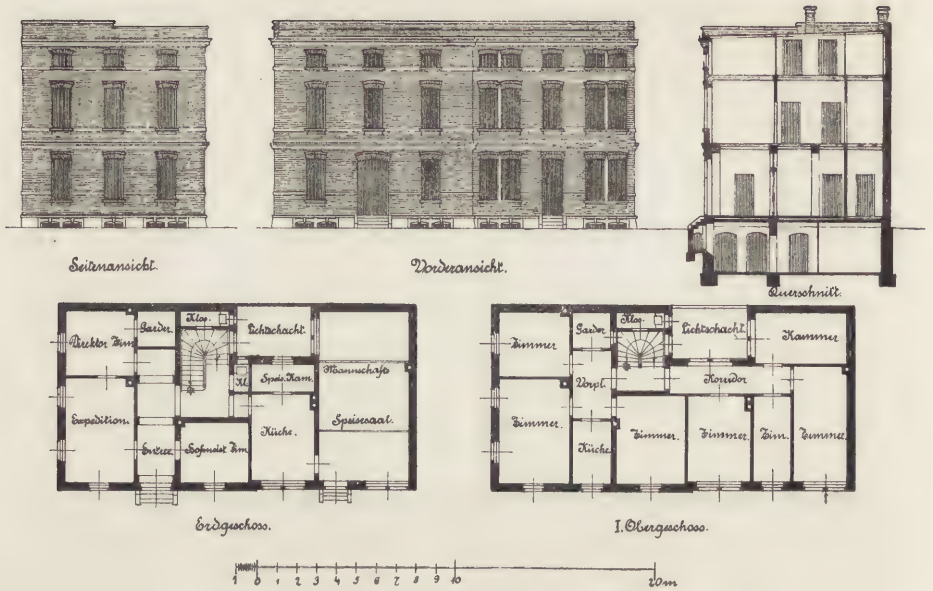 Seitenansicht.
Vorderansicht.
Querschnitt.
Klos.
Garder.
Lichtschacht.
Direktor Zim.
Mannschafts
Kl.
Speis. Kam.
Expedition.
Speisesaal.
Küche.
Entree.
Hofmeist. Zim.
Erdgeschoss.
Klos.
Garder
Lichtschacht.
Zimmer.
Kammer
Vorpl.
Korridor
Zimmer.
Zimmer.
Zimmer.
Zim.
Zimmer.
Küche
I. Obergeschoss.
1 0 1 2 3 4 5 6 7 8 9 10 20m